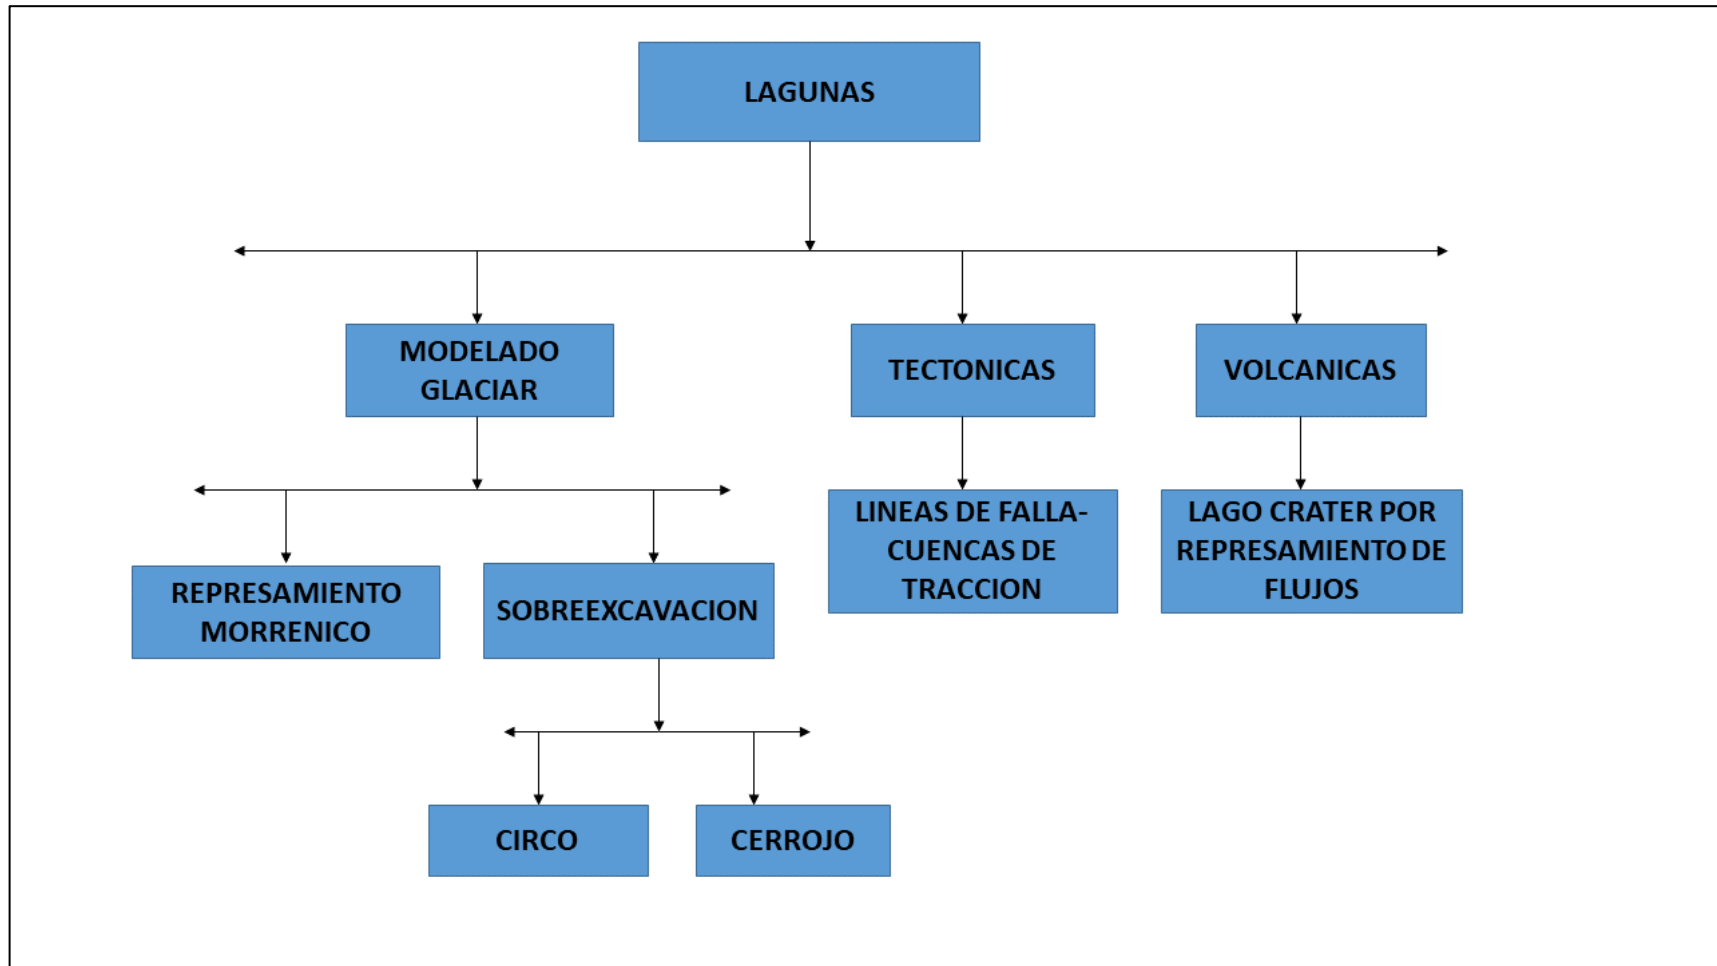 LAGUNAS
MODELADO
GLACIAR
TECTONICAS
VOLCANICAS
REPRESAMIENTO
MORRENICO
SOBREEXCAVACION
LINEAS DE FALLA-
CUENCAS DE
TRACCION
LAGO CRATER POR
REPRESAMIENTO DE
FLUJOS
CIRCO
CERROJO